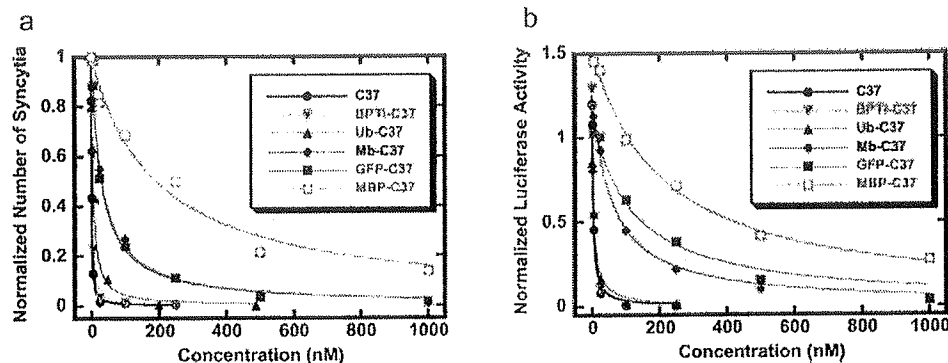 a
Normalized Number of Syncytia
1
0.8
0.6
0.4
0.2
0
0
200
400
600
800
1000
Concentration (nM)
C37
BPTI-C37
Ub-C37
Mb-C37
GFP-C37
MBP-C37
b
Normalized Luciferase Activity
1.5
1
0.5
0
0
200
400
600
800
1000
Concentration (nM)
C37
BPTI-C37
Ub-C37
Mb-C37
GFP-C37
MBP-C37